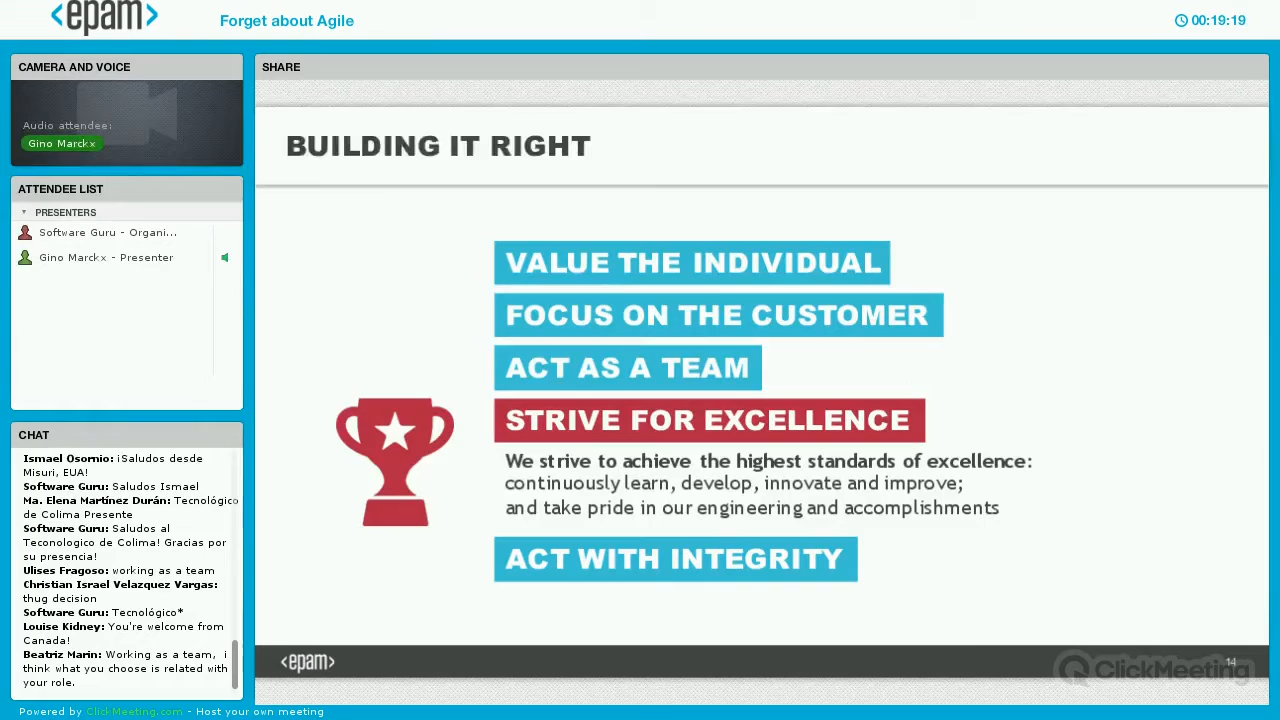 <epam>
Forget about Agile
00:19:19
CAMERA AND VOICE
Audio attendee:
Gino Marckx
ATTENDEE LIST
PRESENTERS
Software Guru - Organi...
Gino Marckx - Presenter
CHAT
Ismael Osornio: ¡Saludos desde
Misuri, EUA!
Software Guru: Saludos Ismael
Ma. Elena Martínez Durán: Tecnológico
de Colima Presente
Software Guru: Saludos al
Teconologico de Colima! Gracias por
su presencia!
Ulises Fragoso: working as a team
Christian Israel Velazquez Vargas:
thug decision
Software Guru: Tecnológico*
Louise Kidney: You're welcome from
Canada!
Beatriz Marín: Working as a team, i
think what you choose is related with
your role.
SHARE
BUILDING IT RIGHT
VALUE THE INDIVIDUAL
FOCUS ON THE CUSTOMER
ACT AS A TEAM
STRIVE FOR EXCELLENCE
We strive to achieve the highest standards of excellence:
continuously learn, develop, innovate and improve;
and take pride in our engineering and accomplishments
ACT WITH INTEGRITY
<epam>
14
ClickMeeting
Powered by ClickMeeting.com - Host your own meeting